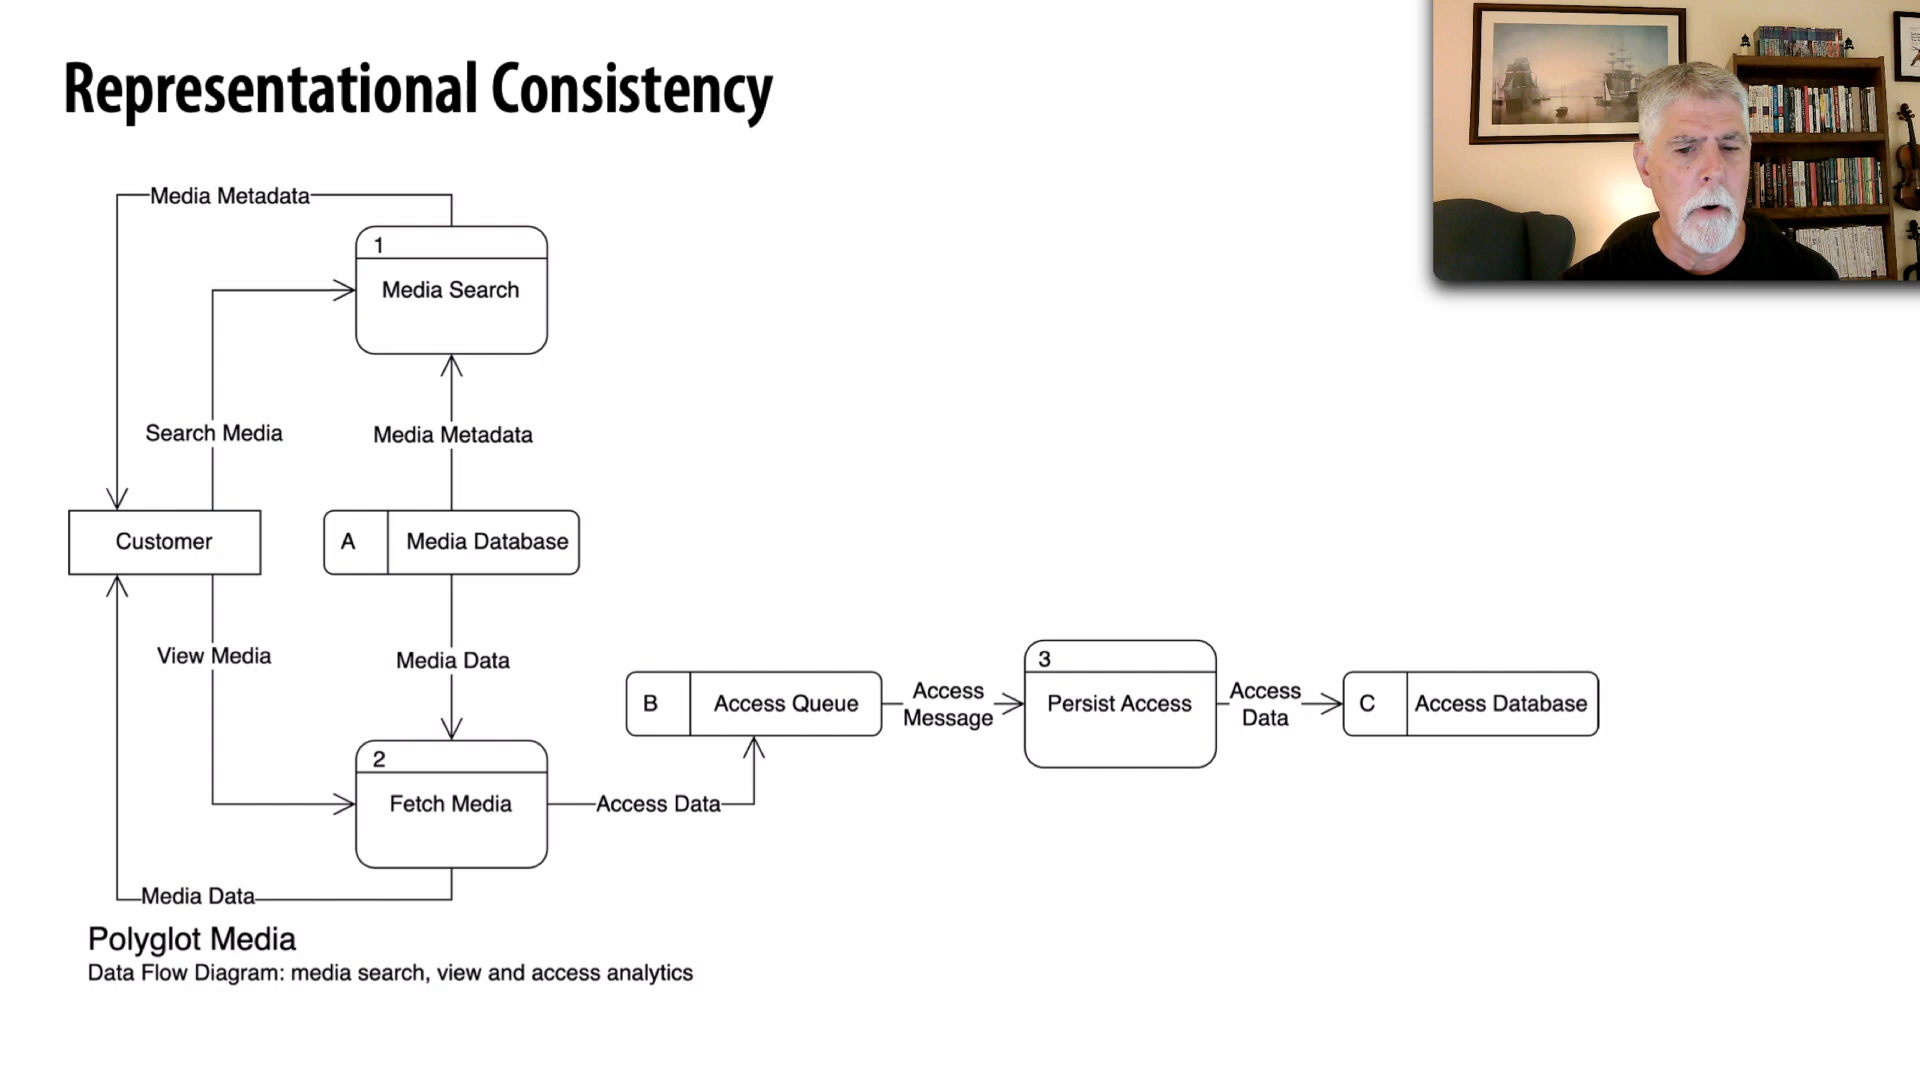 Representational Consistency
Media Metadata
1
Media Search
Search Media
Media Metadata
Customer
A
Media Database
View Media
Media Data
B
Access Queue
Access
Message
3
Persist Access
Access
Data
C
Access Database
2
Fetch Media
Access Data
Media Data
Polyglot Media
Data Flow Diagram: media search, view and access analytics